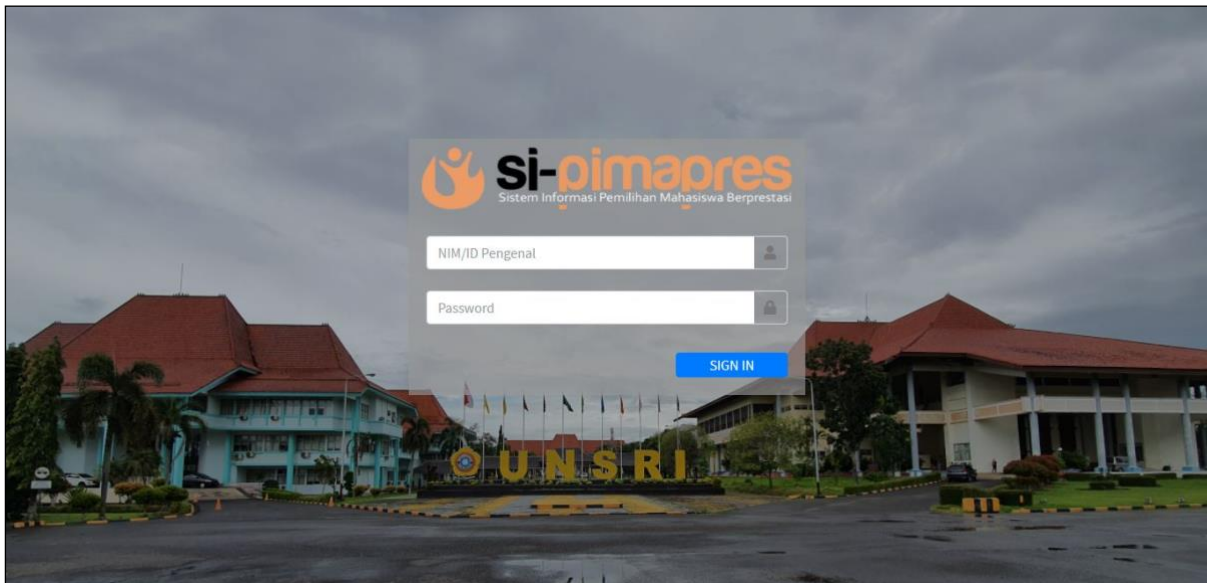 si-pimapres
Sistem Informasi Pemilihan Mahasiswa Berprestasi
NIM/ID Pengenal
Password
SIGN IN
UNSRI